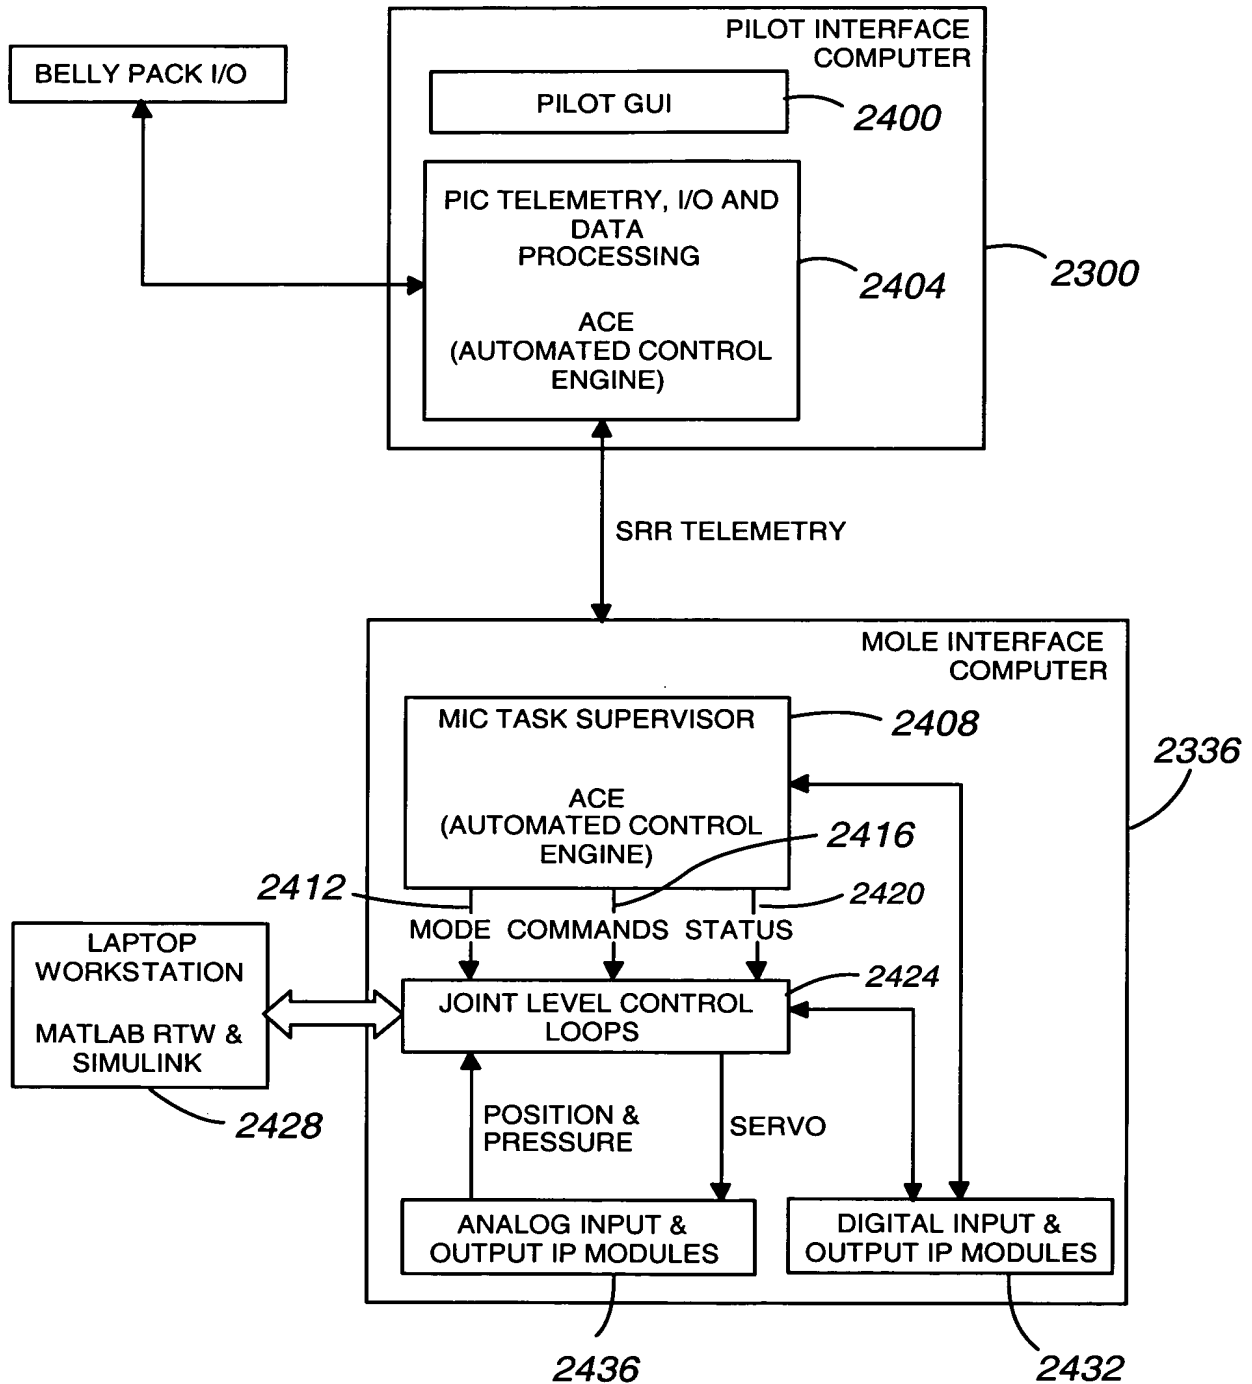 PILOT INTERFACE
COMPUTER
BELLY PACK I/O
PILOT GUI
2400
PIC TELEMETRY, I/O AND
DATA
PROCESSING
ACE
(AUTOMATED CONTROL
ENGINE)
2404
2300
SRR TELEMETRY
MOLE INTERFACE
COMPUTER
MIC TASK SUPERVISOR
2408
2336
ACE
(AUTOMATED CONTROL
ENGINE)
2416
2412
2420
MODE COMMANDS STATUS
LAPTOP
WORKSTATION
MATLAB RTW &
SIMULINK
2428
JOINT LEVEL CONTROL
LOOPS
2424
POSITION &
PRESSURE
SERVO
ANALOG INPUT &
OUTPUT IP MODULES
DIGITAL INPUT &
OUTPUT IP MODULES
2436
2432